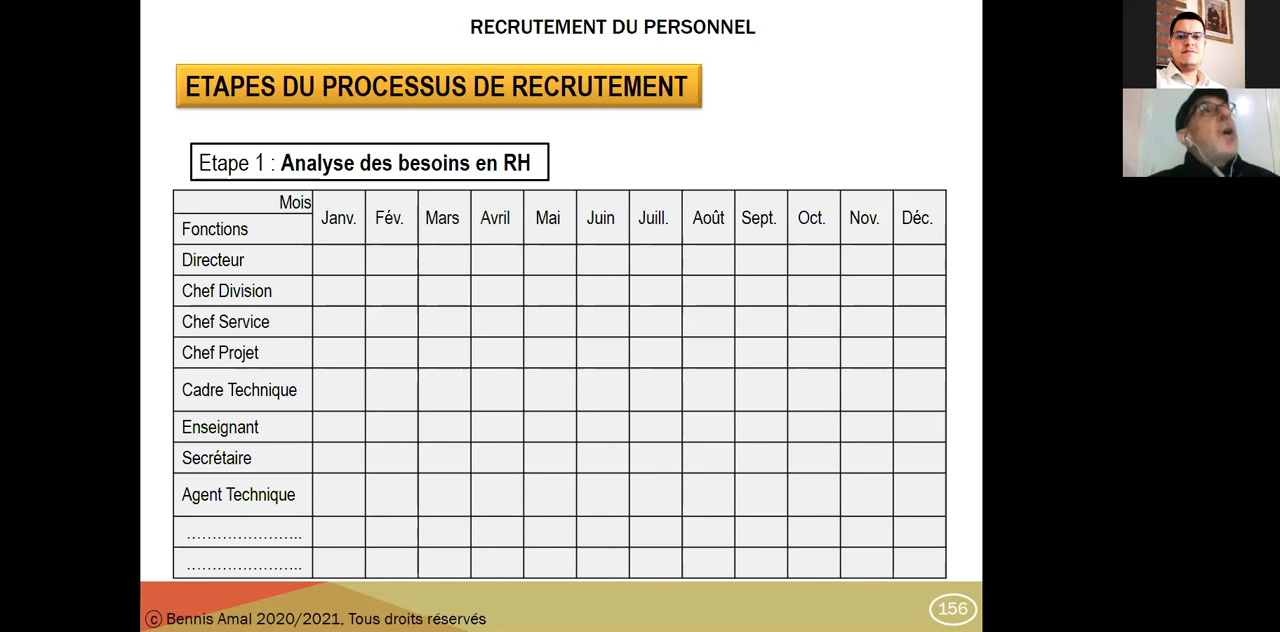 RECRUTEMENT DU PERSONNEL
ETAPES DU PROCESSUS DE RECRUTEMENT
Etape 1 : Analyse des besoins en RH
Mois
Fonctions
Janv. Fév. Mars Avril Mai Juin Juill. Août Sept. Oct. Nov. Déc.
Directeur
Chef Division
Chef Service
Chef Projet
Cadre Technique
Enseignant
Secrétaire
Agent Technique
…………………..
…………………..
© Bennis Amal 2020/2021, Tous droits réservés
156